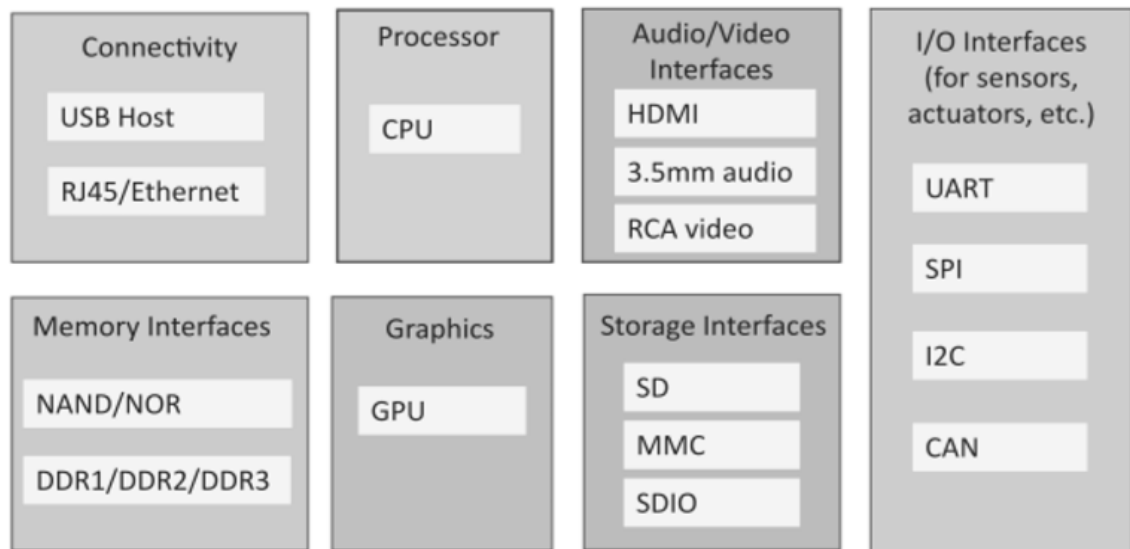 Connectivity
USB Host
RJ45/Ethernet
Processor
CPU
Audio/Video
Interfaces
HDMI
3.5mm audio
RCA video
I/O Interfaces
(for sensors,
actuators, etc.)
UART
SPI
I2C
CAN
Memory Interfaces
NAND/NOR
DDR1/DDR2/DDR3
Graphics
GPU
Storage Interfaces
SD
MMC
SDIO